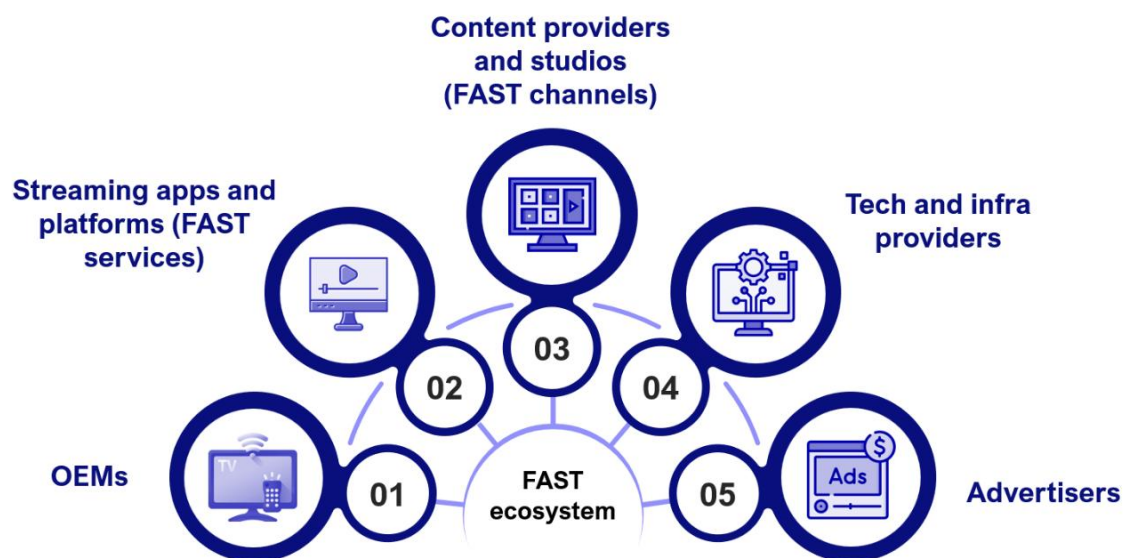 Content providers
and studios
(FAST channels)
Streaming apps and
platforms (FAST
services)
Tech and infra
providers
03
02
04
OEMs
TV
01
FAST
ecosystem
05
$
Ads
Advertisers